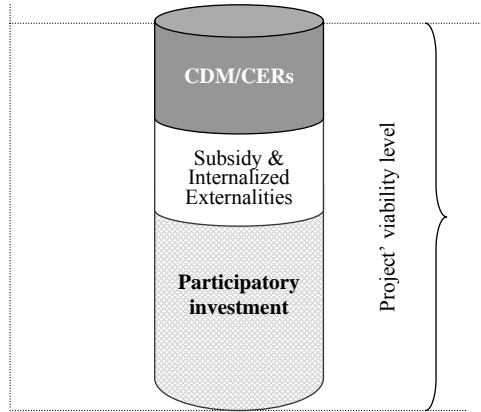 CDM/CERs
Subsidy &
Internalized
Externalities
Participatory
investment
Project’ viability level